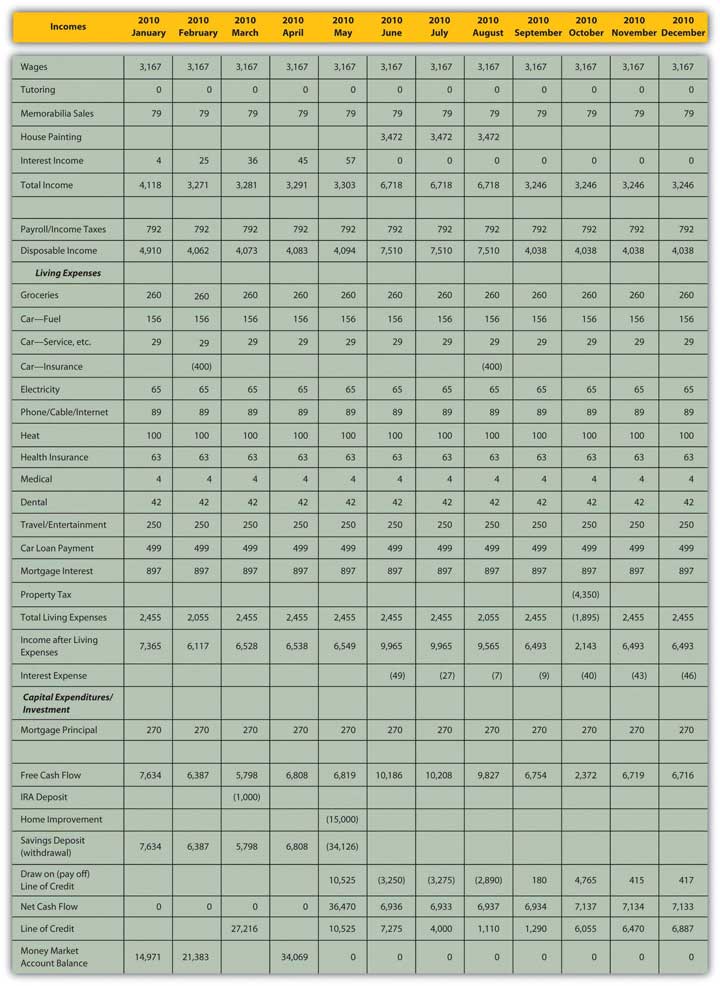 Incomes 2010 January 2010 February 2010 March 2010 April 2010 May 2010 June 2010 July 2010 August 2010 September 2010 October 2010 November 2010 December
Wages 3,167 3,167 3,167 3,167 3,167 3,167 3,167 3,167 3,167 3,167 3,167 3,167
Tutoring 0 0 0 0 0 0 0 0 0 0 0 0
Memorabilia Sales 79 79 79 79 79 79 79 79 79 79 79 79
House Painting 3,472 3,472 3,472
Interest Income 4 25 36 45 57 0 0 0 0 0 0 0
Total Income 4,118 3,271 3,281 3,291 3,303 6,718 6,718 6,718 3,246 3,246 3,246 3,246
Payroll/Income Taxes 792 792 792 792 792 792 792 792 792 792 792 792
Disposable Income 4,910 4,062 4,073 4,083 4,094 7,510 7,510 7,510 4,038 4,038 4,038 4,038
Living Expenses
Groceries 260 260 260 260 260 260 260 260 260 260 260 260
Car—Fuel 156 156 156 156 156 156 156 156 156 156 156 156
Car—Service, etc. 29 29 29 29 29 29 29 29 29 29 29 29
Car—Insurance (400) (400)
Electricity 65 65 65 65 65 65 65 65 65 65 65 65
Phone/Cable/Internet 89 89 89 89 89 89 89 89 89 89 89 89
Heat 100 100 100 100 100 100 100 100 100 100 100 100
Health Insurance 63 63 63 63 63 63 63 63 63 63 63 63
Medical 4 4 4 4 4 4 4 4 4 4 4 4
Dental 42 42 42 42 42 42 42 42 42 42 42 42
Travel/Entertainment 250 250 250 250 250 250 250 250 250 250 250 250
Car Loan Payment 499 499 499 499 499 499 499 499 499 499 499 499
Mortgage Interest 897 897 897 897 897 897 897 897 897 897 897 897
Property Tax (4,350)
Total Living Expenses 2,455 2,055 2,455 2,455 2,455 2,455 2,455 2,055 2,455 (1,895) 2,455 2,455
Income after Living
Expenses 7,365 6,117 6,528 6,538 6,549 9,965 9,965 9,565 6,493 2,143 6,493 6,493
Interest Expense (49) (27) (7) (9) (40) (43) (46)
Capital Expenditures/
Investment
Mortgage Principal 270 270 270 270 270 270 270 270 270 270 270 270
Free Cash Flow 7,634 6,387 5,798 6,808 6,819 10,186 10,208 9,827 6,754 2,372 6,719 6,716
IRA Deposit (1,000)
Home Improvement (15,000)
Savings Deposit
(withdrawal) 7,634 6,387 5,798 6,808 (34,126)
Draw on (pay off)
Line of Credit 10,525 (3,250) (3,275) (2,890) 180 4,765 415 417
Net Cash Flow 0 0 0 0 36,470 6,936 6,933 6,937 6,934 7,137 7,134 7,133
Line of Credit 27,216 10,525 7,275 4,000 1,110 1,290 6,055 6,470 6,887
Money Market
Account Balance 14,971 21,383 34,069 0 0 0 0 0 0 0 0